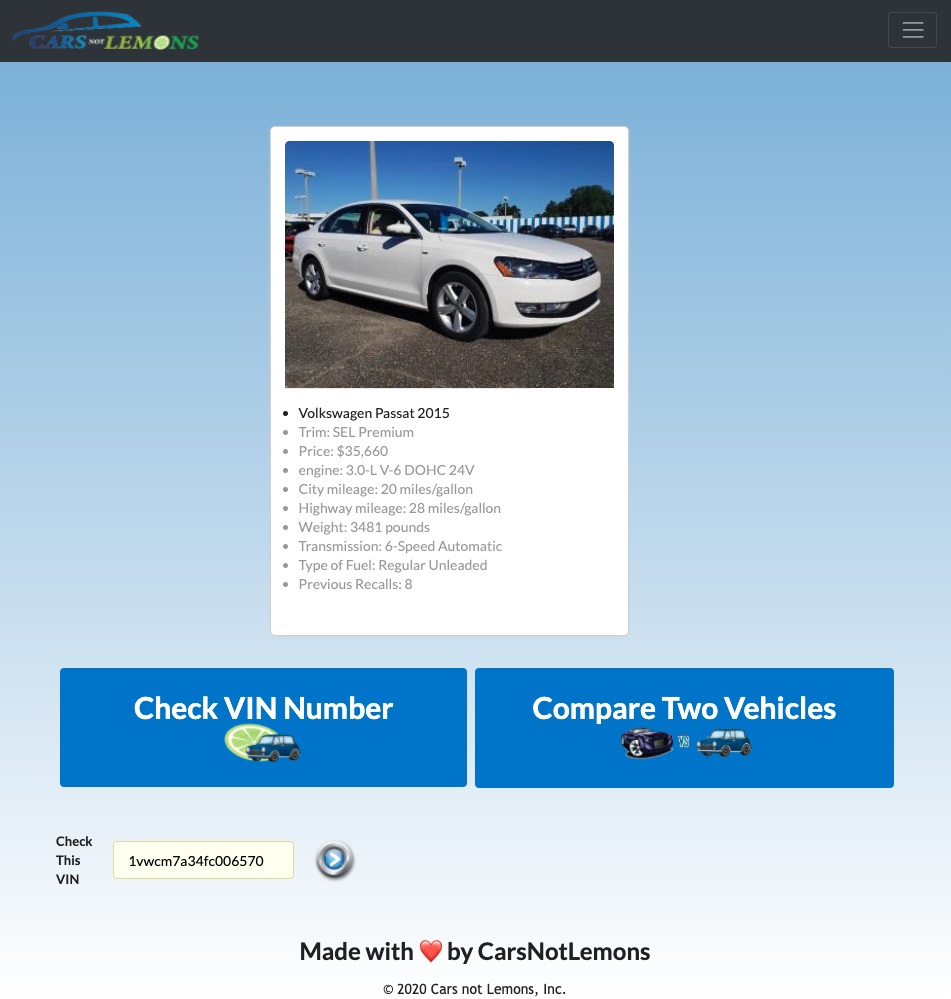 CARS NOT LEMONS
Volkswagen Passat 2015
Trim: SEL Premium
Price: $35,660
engine: 3.0-L V-6 DOHC 24V
City mileage: 20 miles/gallon
Highway mileage: 28 miles/gallon
Weight: 3481 pounds
Transmission: 6-Speed Automatic
Type of Fuel: Regular Unleaded
Previous Recalls: 8
Check VIN Number
Compare Two Vehicles
VS
Check
This
VIN
1vwcm7a34fc006570
Made with ❤️ by CarsNotLemons
© 2020 Cars not Lemons, Inc.